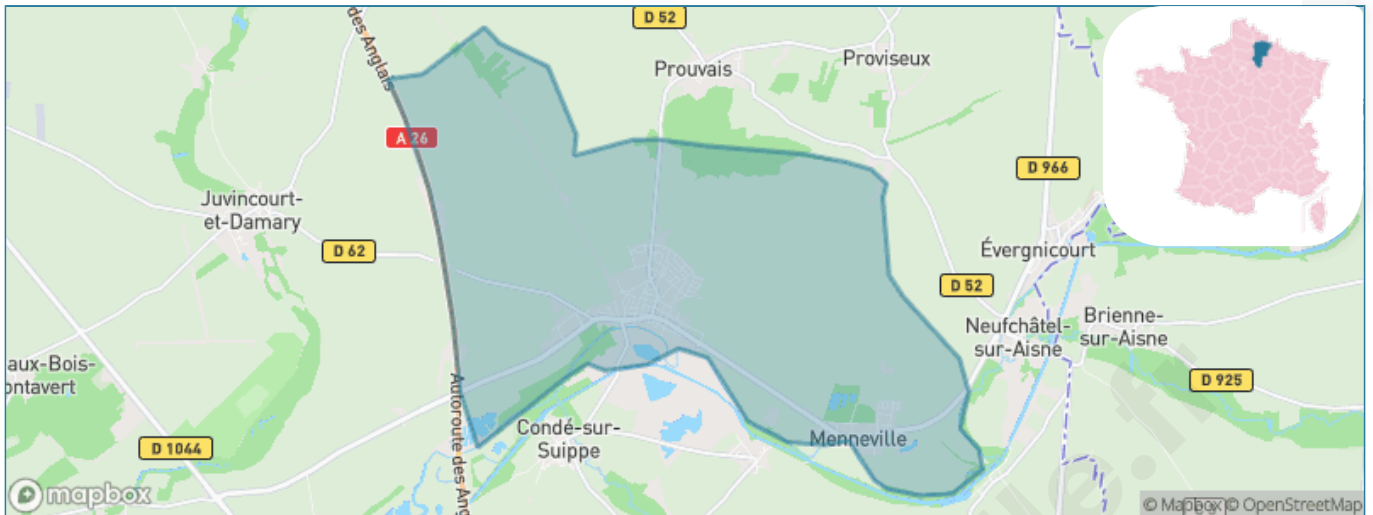 des Anglais
D 52
Prouvais
Proviseux
A 26
D 966
Juvincourt-
et-Damary
D 62
Évergnicourt
D 52
Neufchâtel-
sur-Aisne
Brienne-
sur-Aisne
aux-Bois-
ontavert
D 925
Autoroute des Ang
Condé-sur-
Suippe
Menneville
D 1044
mapbox
© Mapbox © OpenStreetMap